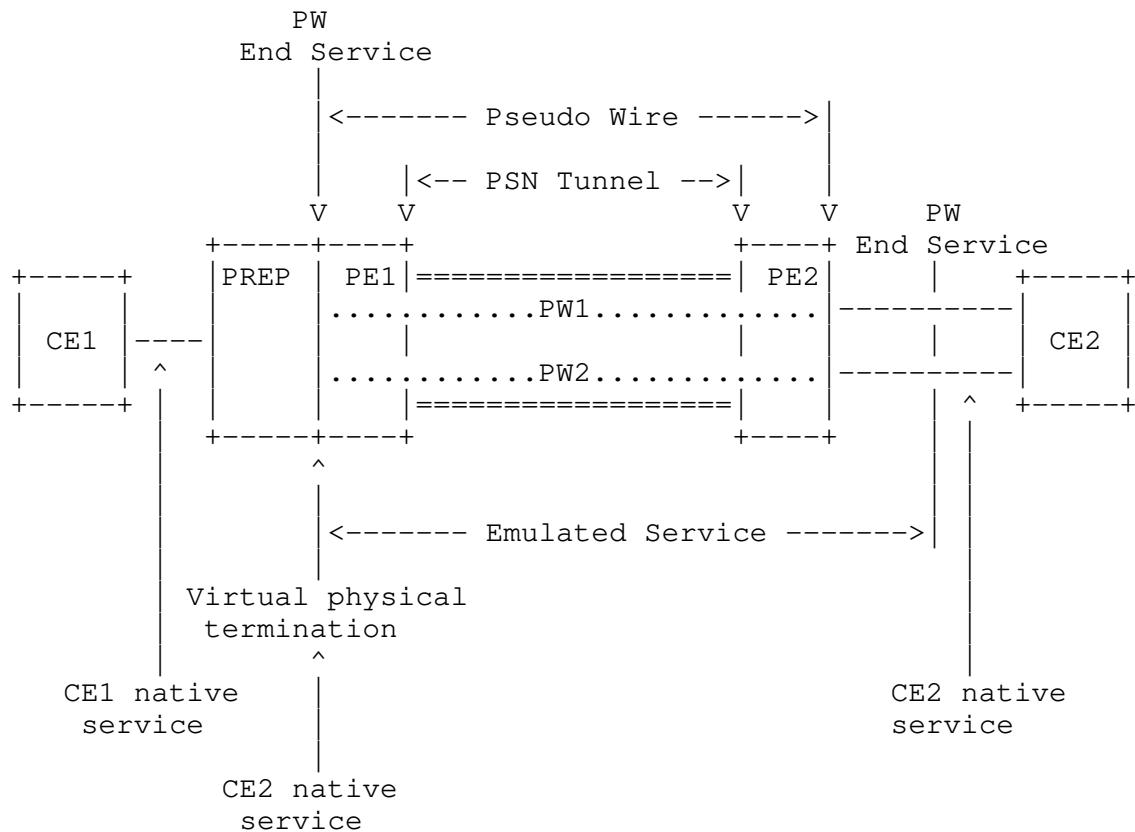 PW
End Service
|<------- Pseudo Wire ------>|
|<-- PSN Tunnel -->|
V V V V PW
+-----+----+ +----+ End Service
+-----+ |PREP | PE1|==================| PE2| | +-----+
| | | | ............PW1............. |----------| |
| CE1 |----| | | | | | | CE2 |
| | ^ | | ............PW2............. |----------| |
+-----+ | | | |==================| | | ^ +-----+
| +-----+----+ +----+ | |
| ^ | |
| |<------- Emulated Service ------->| |
| Virtual physical |
| termination |
| ^ |
CE1 native | CE2 native
service | service
CE2 native
service